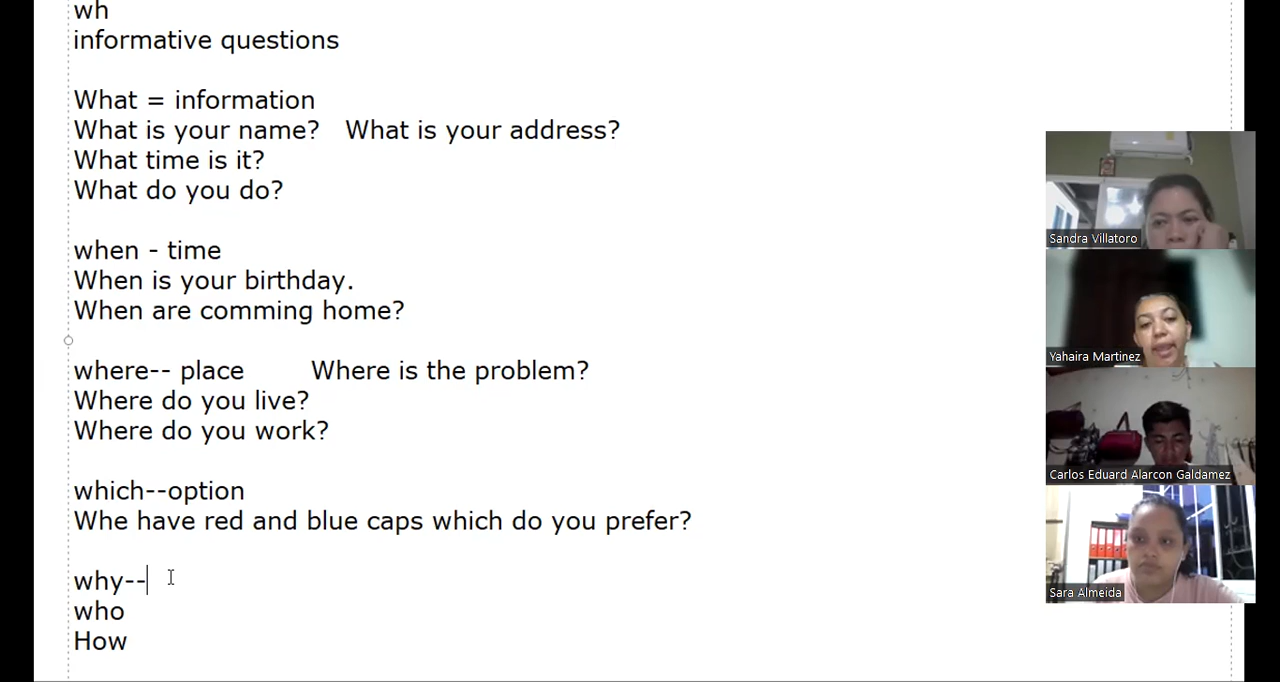 wh
informative questions
What = information
What is your name? What is your address?
What time is it?
What do you do?
when - time
When is your birthday.
When are comming home?
where-- place Where is the problem?
Where do you live?
Where do you work?
which--option
Whe have red and blue caps which do you prefer?
why--
who
How
Sandra Villatoro
Yahaira Martinez
Carlos Eduard Alarcon Galdamez
Sara Almeida